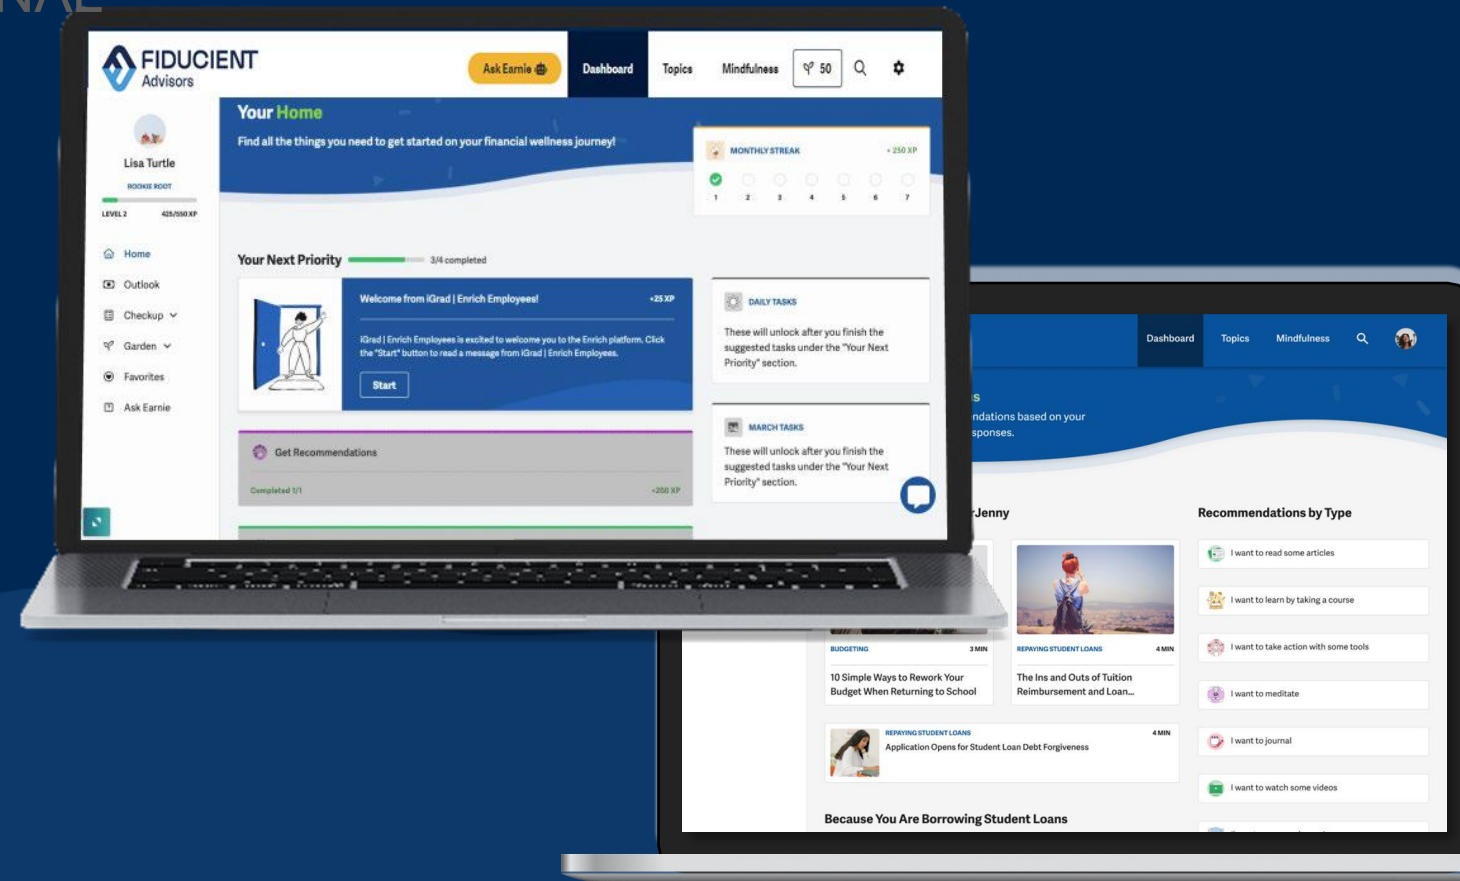 NAL
FIDUCIENT
Advisors
Ask Earnie
Dashboard
Topics
Mindfulness
50
Lisa Turtle
ROOKIE ROOT
LEVEL 2
425/550 XP
Home
Outlook
Checkup
Garden
Favorites
Ask Earnie
Your Home
Find all the things you need to get started on your financial wellness journey!
MONTHLY STREAK
+ 250 XP
1 2 3 4 5 6 7
Your Next Priority
3/4 completed
Welcome from iGrad | Enrich Employees!
+25 XP
iGrad | Enrich Employees is excited to welcome you to the Enrich platform. Click
the "Start" button to read a message from iGrad | Enrich Employees.
Start
Get Recommendations
Completed 1/1
+200 XP
DAILY TASKS
These will unlock after you finish the
suggested tasks under the "Your Next
Priority" section.
MARCH TASKS
These will unlock after you finish the
suggested tasks under the "Your Next
Priority" section.
Dashboard
Topics
Mindfulness
s
ndations based on your
sponses.
rJenny
BUDGETING
3 MIN
10 Simple Ways to Rework Your
Budget When Returning to School
REPAYING STUDENT LOANS
4 MIN
The Ins and Outs of Tuition
Reimbursement and Loan...
REPAYING STUDENT LOANS
4 MIN
Application Opens for Student Loan Debt Forgiveness
Because You Are Borrowing Student Loans
Recommendations by Type
I want to read some articles
I want to learn by taking a course
I want to take action with some tools
I want to meditate
I want to journal
I want to watch some videos